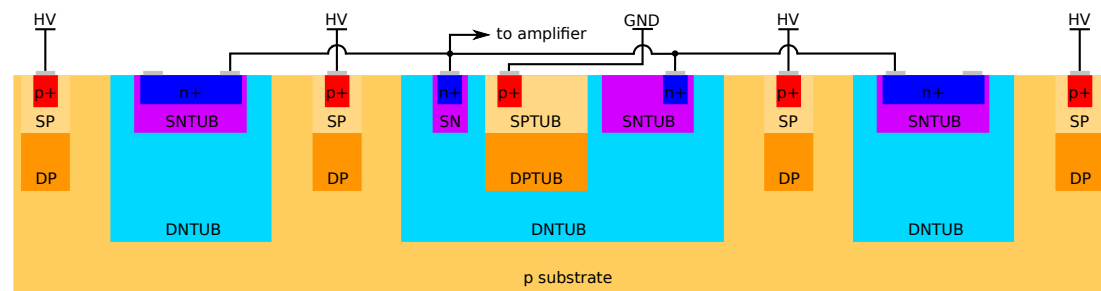 HV HV GND HV HV
to amplifier
p+ n+ p+ n+ p+ n+ p+ n+ p+
SP SNTUB SP SN SPTUB SNTUB SP SNTUB SP
DP DP DPTUB DP DP
DNTUB DNTUB DNTUB
p substrate